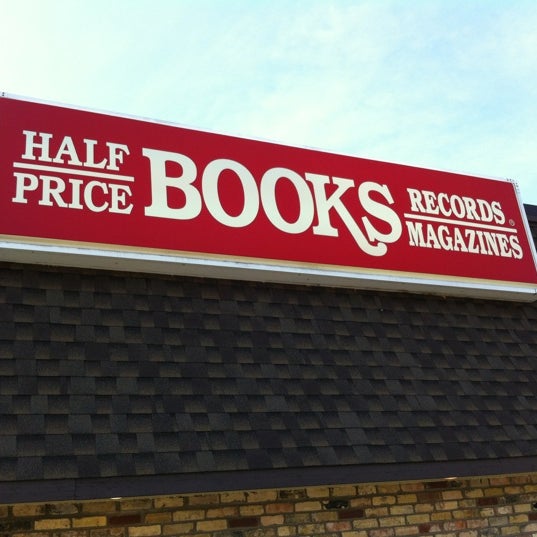 HALF
PRICE
BOOKS
RECORDS
MAGAZINES®